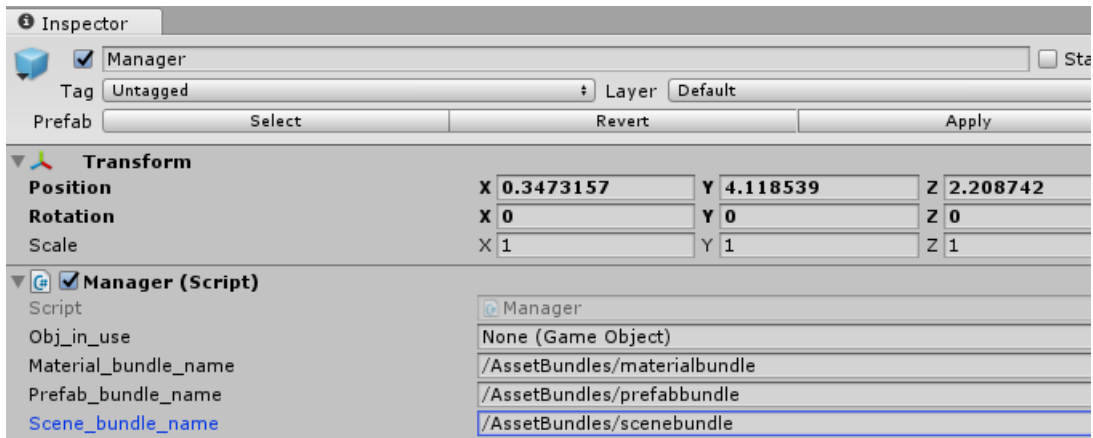 Inspector
Manager Sta
Tag Untagged Layer Default
Prefab Select Revert Apply
Transform
Position X 0.3473157 Y 4.118539 Z 2.208742
Rotation X 0 Y 0 Z 0
Scale X 1 Y 1 Z 1
Manager (Script)
Script Manager
Obj_in_use None (Game Object)
Material_bundle_name /AssetBundles/materialbundle
Prefab_bundle_name /AssetBundles/prefabbundle
Scene_bundle_name /AssetBundles/scenebundle